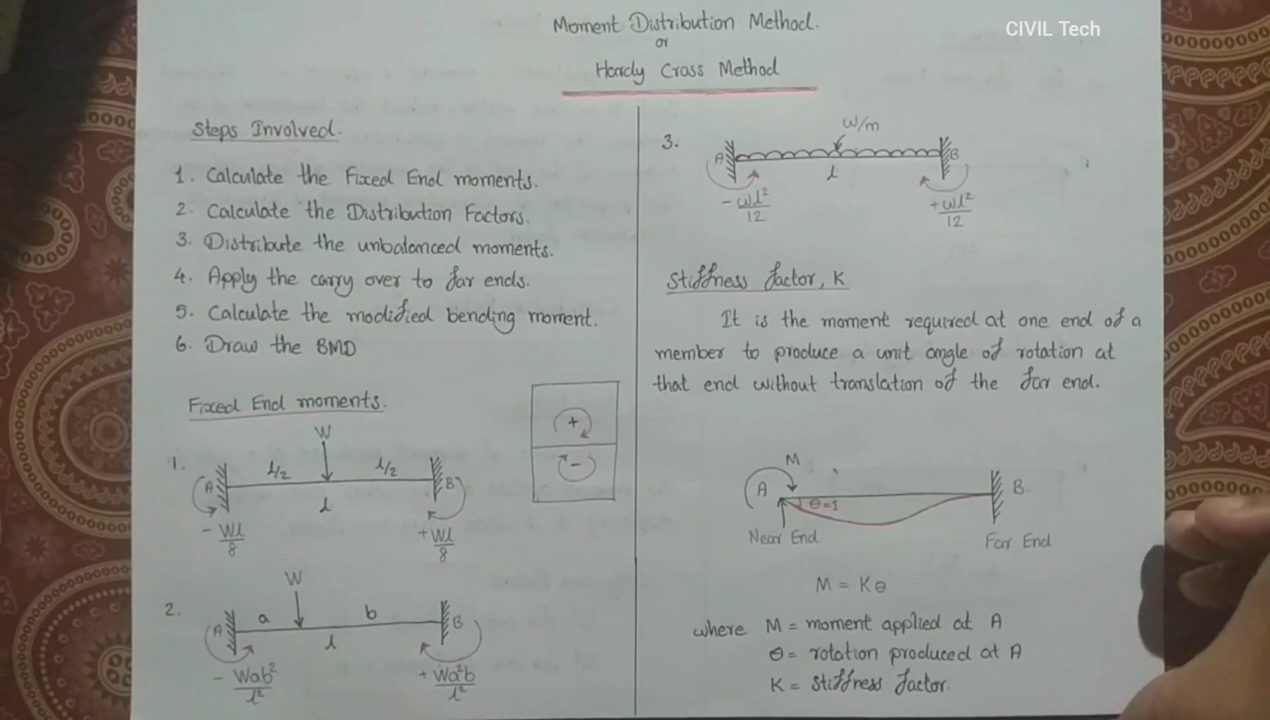 CIVIL Tech
Moment Distribution Method.
or
Hardy Cross Method
Steps Involved.
1. Calculate the Fixed End moments.
2. Calculate the Distribution Factors.
3. Distribute the unbalanced moments.
4. Apply the carry over to far ends.
5. Calculate the modified bending moment.
6. Draw the BMD
Fixed End moments.
+
-
1.
W
l/2 l/2
A B
l
- Wl/8 + Wl/8
2.
W
a b
A B
l
- Wab²/l² + Wa²b/l²
3.
w/m
A B
l
- wl²/12 + wl²/12
Stiffness factor, K
It is the moment required at one end of a
member to produce a unit angle of rotation at
that end without translation of the far end.
M
A B
θ=1
Near End Far End
M = Kθ
where M = moment applied at A
θ = rotation produced at A
K = Stiffness factor.